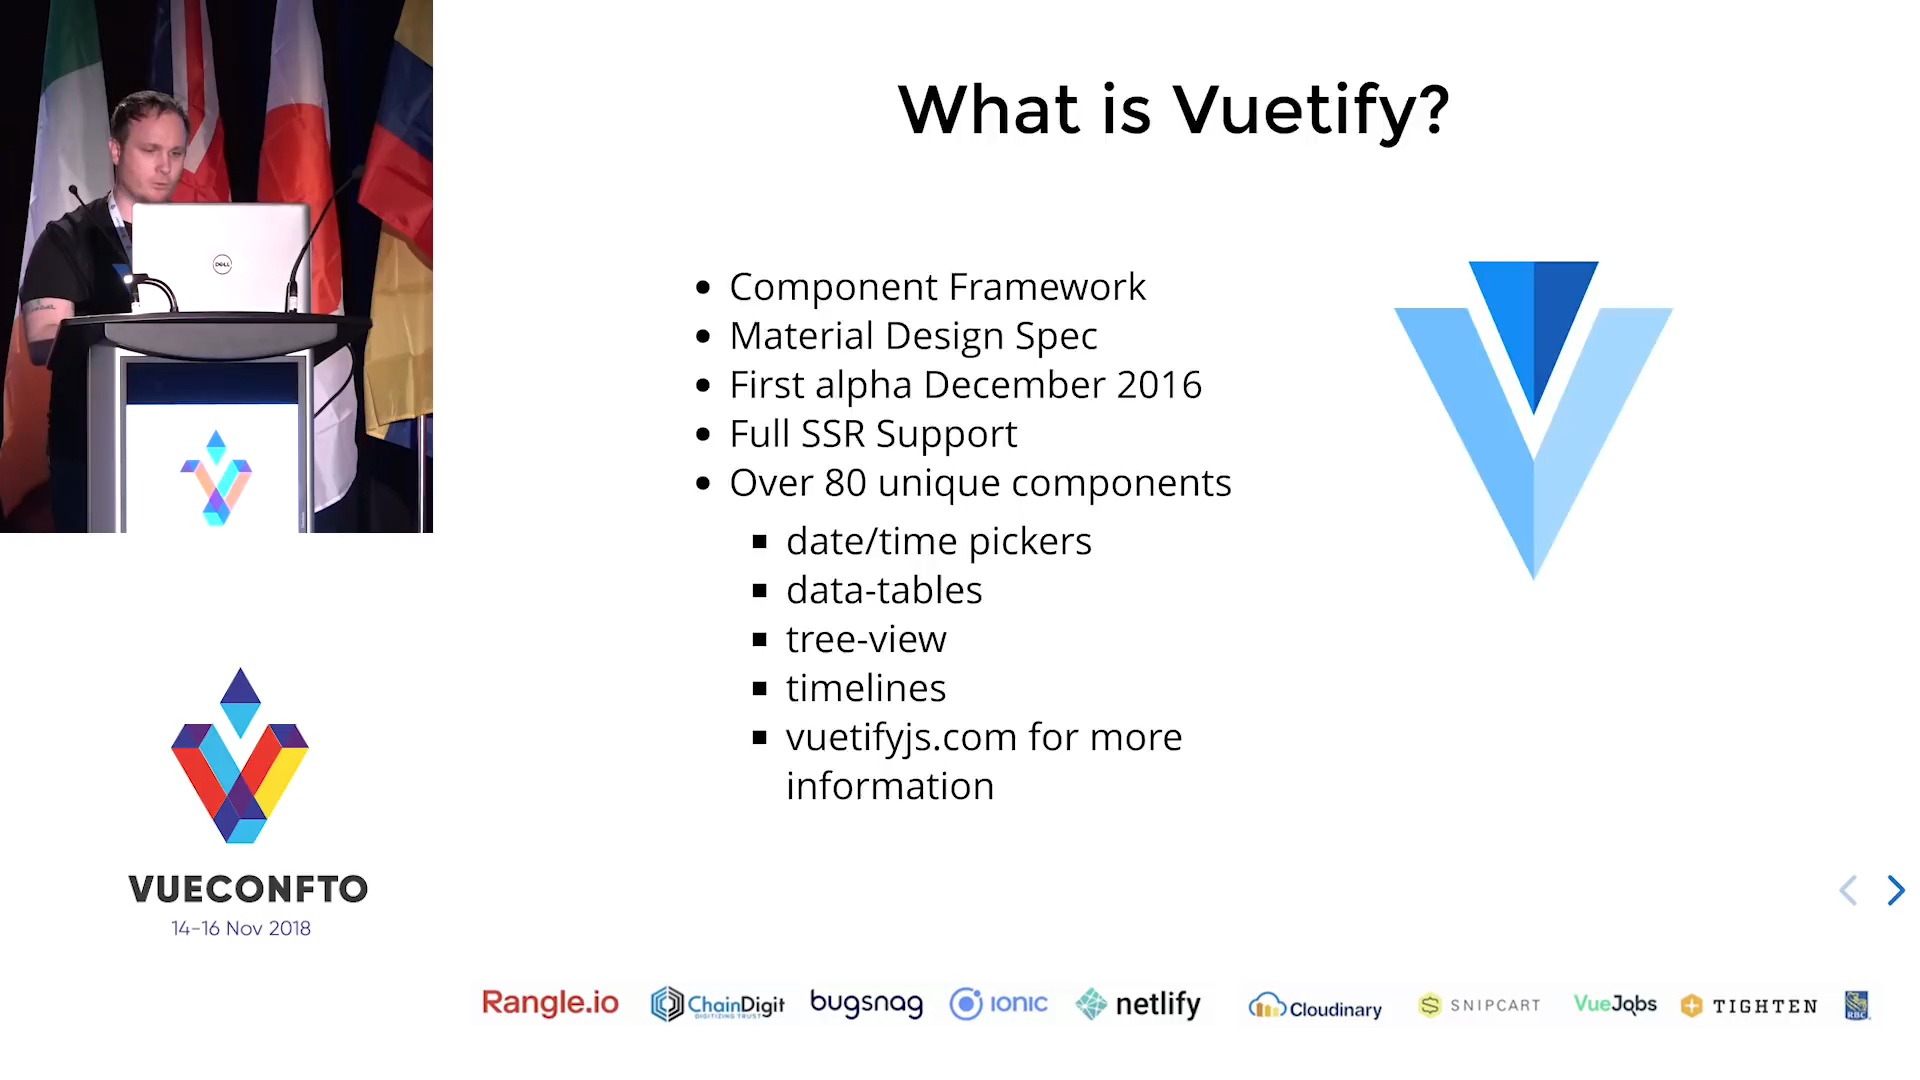 What is Vuetify?
Component Framework
Material Design Spec
First alpha December 2016
Full SSR Support
Over 80 unique components
date/time pickers
data-tables
tree-view
timelines
vuetifyjs.com for more
information
DELL
VUECONFTO
14-16 Nov 2018
Rangle.io
ChainDigit
DIGITIZING TRUST
bugsnag
IONIC
netlify
Cloudinary
SNIPCART
VueJobs
TIGHTEN
RBC